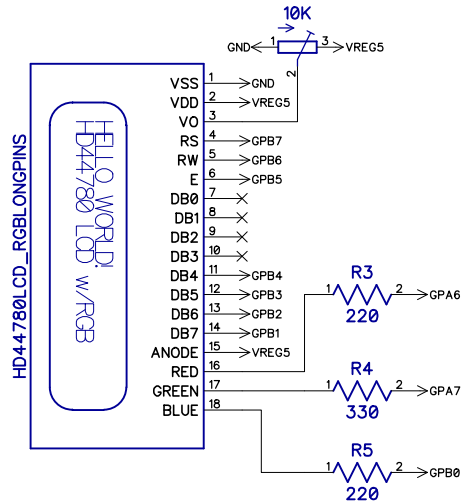 10K
GND 1 3 VREG5
2
VSS 1 GND
VDD 2 VREG5
VO 3
RS 4 GPB7
RW 5 GPB6
E 6 GPB5
DB0 7
DB1 8
DB2 9
DB3 10
DB4 11 GPB4
DB5 12 GPB3
DB6 13 GPB2
DB7 14 GPB1
ANODE 15 VREG5
RED 16
GREEN 17
BLUE 18
HD44780LCD_RGBLONGPINS
HELLO WORLD!
HD44780 LCD w/RGB
R3
1 2 GPA6
220
R4
1 2 GPA7
330
R5
1 2 GPB0
220